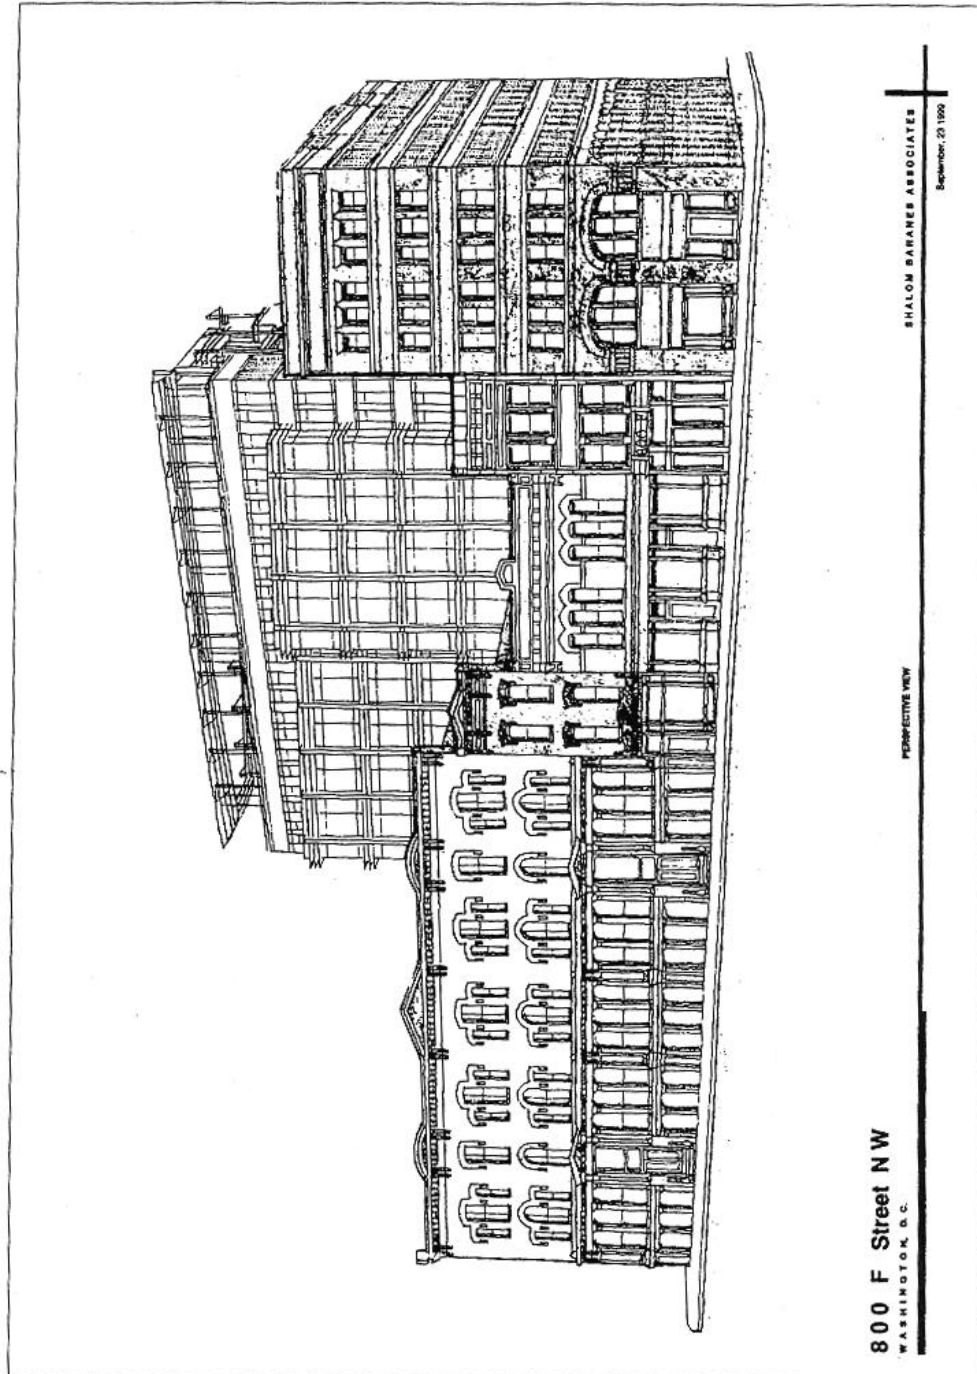 800 F Street NW
WASHINGTON, D.C.
PERSPECTIVE VIEW
SHALOM BARANES ASSOCIATES
September, 23 1999